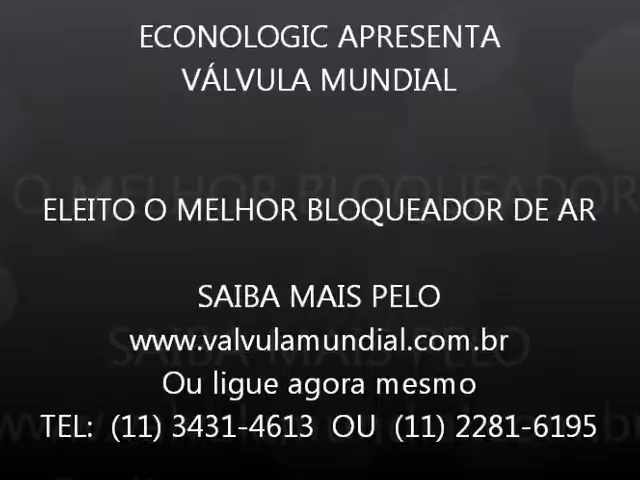 ECONOLOGIC APRESENTA
VÁLVULA MUNDIAL
ELEITO O MELHOR BLOQUEADOR DE AR
SAIBA MAIS PELO
www.valvulamundial.com.br
Ou ligue agora mesmo
TEL: (11) 3431-4613 OU (11) 2281-6195